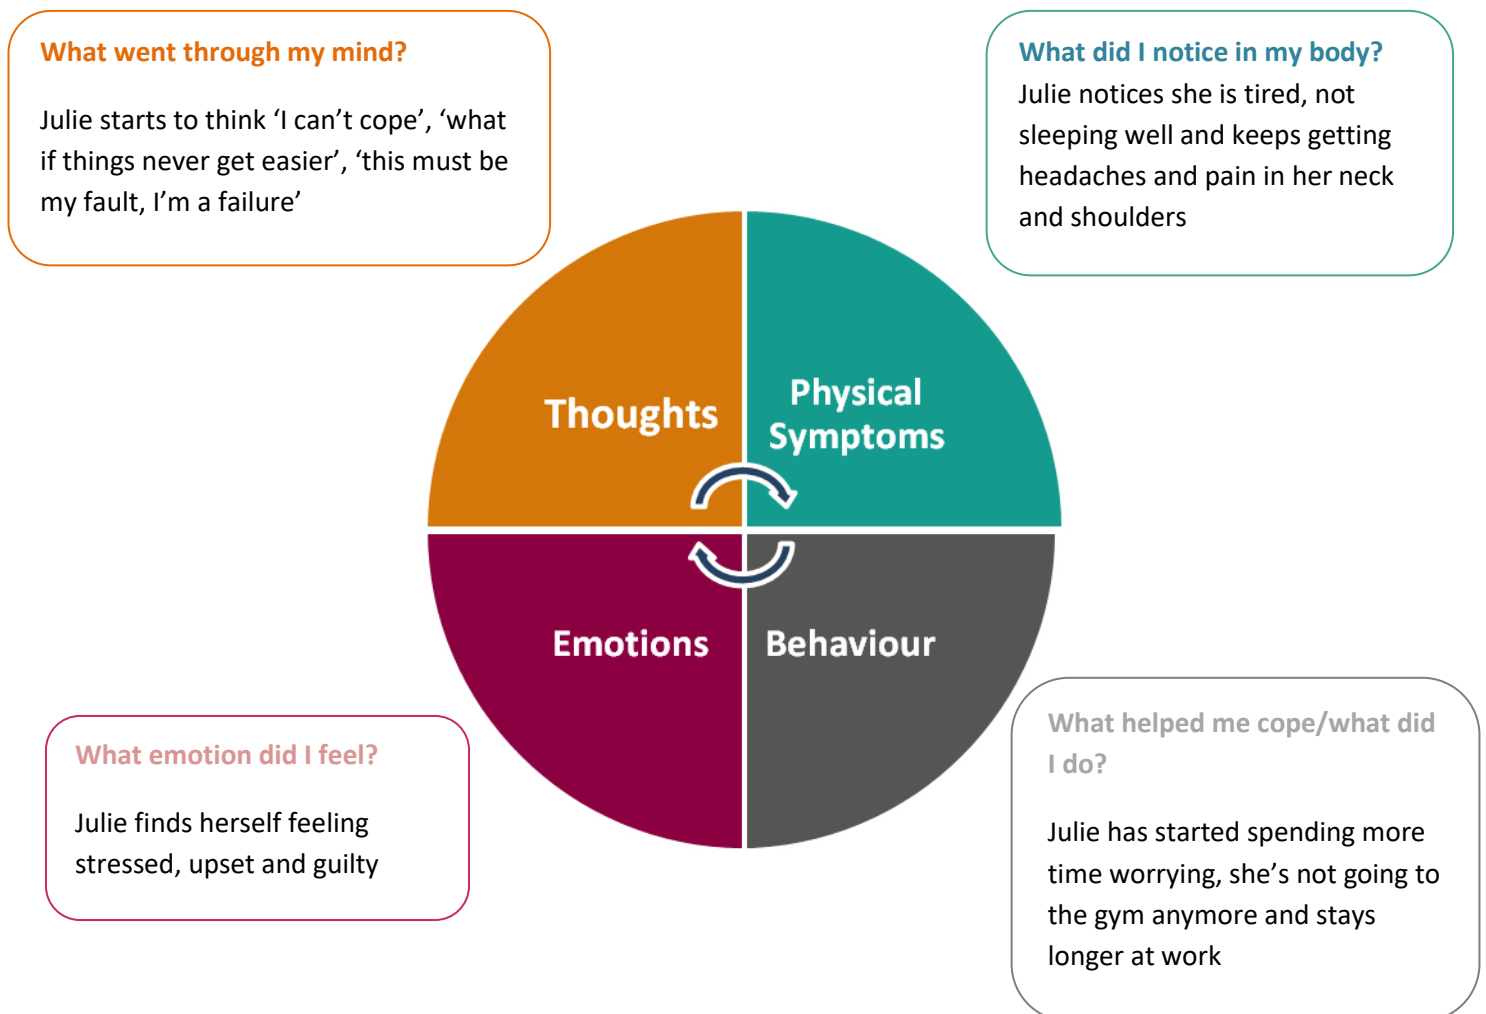 What went through my mind?
Julie starts to think ‘I can’t cope’, ‘what
if things never get easier’, ‘this must be
my fault, I’m a failure’
What did I notice in my body?
Julie notices she is tired, not
sleeping well and keeps getting
headaches and pain in her neck
and shoulders
Thoughts
Physical
Symptoms
Emotions
Behaviour
What emotion did I feel?
Julie finds herself feeling
stressed, upset and guilty
What helped me cope/what did
I do?
Julie has started spending more
time worrying, she’s not going to
the gym anymore and stays
longer at work